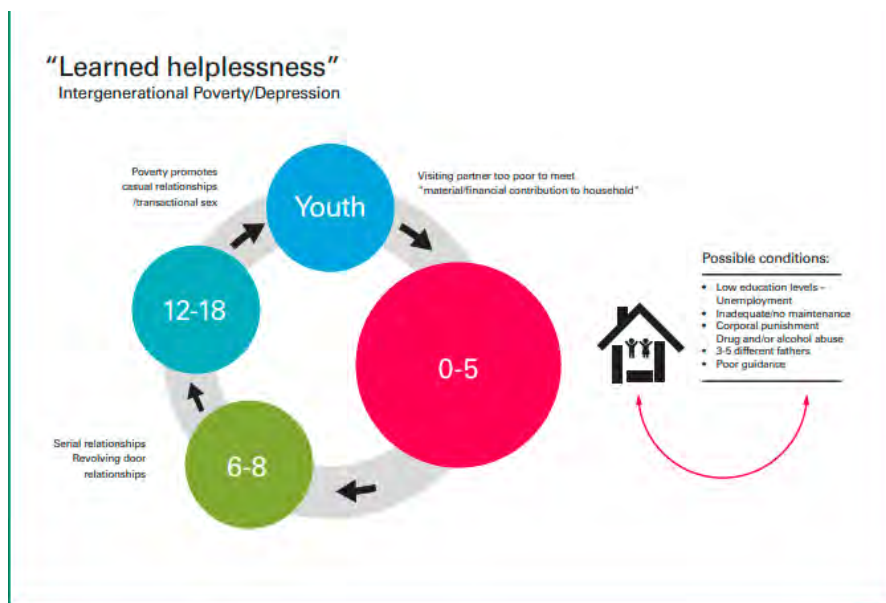 “Learned helplessness”
Intergenerational Poverty/Depression
Poverty promotes
casual relationships
/transactional sex
Youth
Visiting partner too poor to meet
“material/financial contribution to household”
12-18
0-5
Possible conditions:
• Low education levels –
Unemployment
• Inadequate/no maintenance
• Corporal punishment
Drug and/or alcohol abuse
• 3-5 different fathers
• Poor guidance
Serial relationships
Revolving door
relationships
6-8